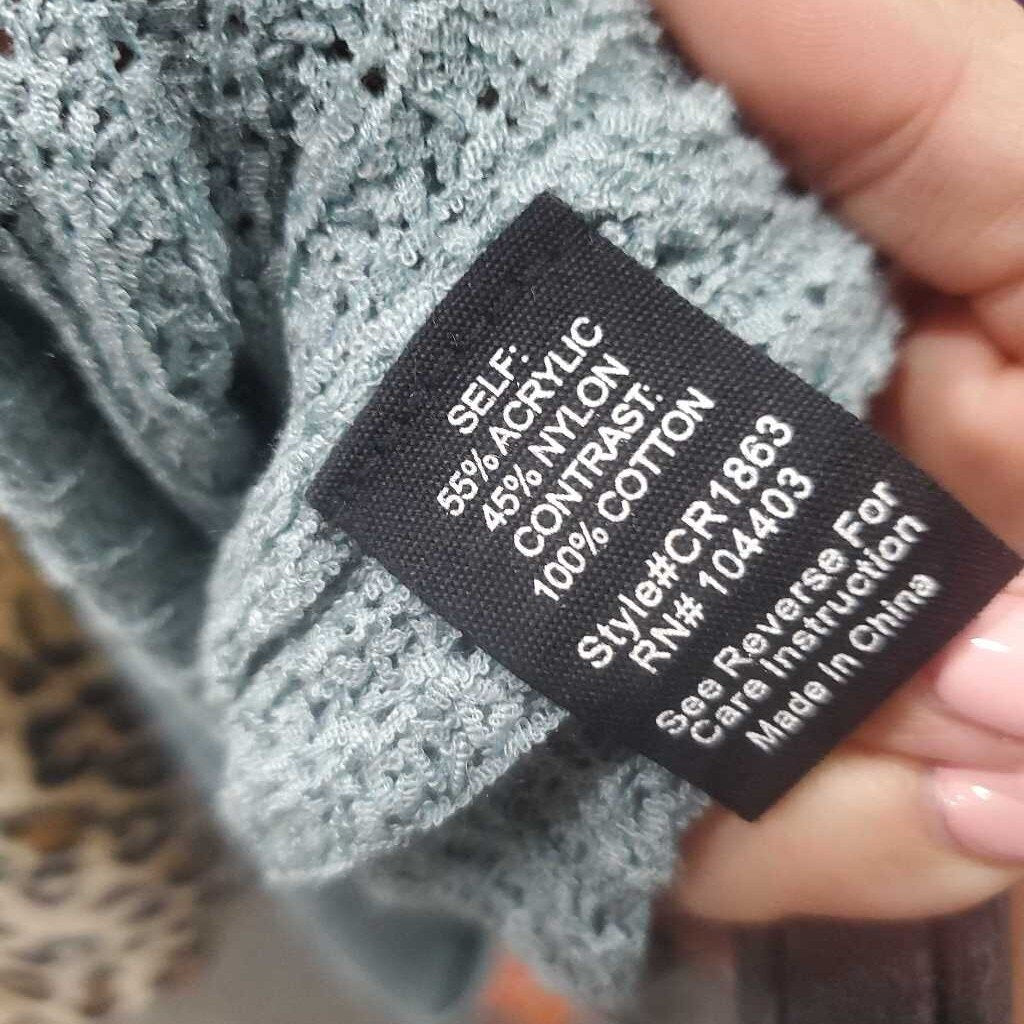 SELF:
55% ACRYLIC
45% NYLON
CONTRAST:
100% COTTON
Style#CR1863
RN# 104403
See Reverse For
Care Instruction
Made In China